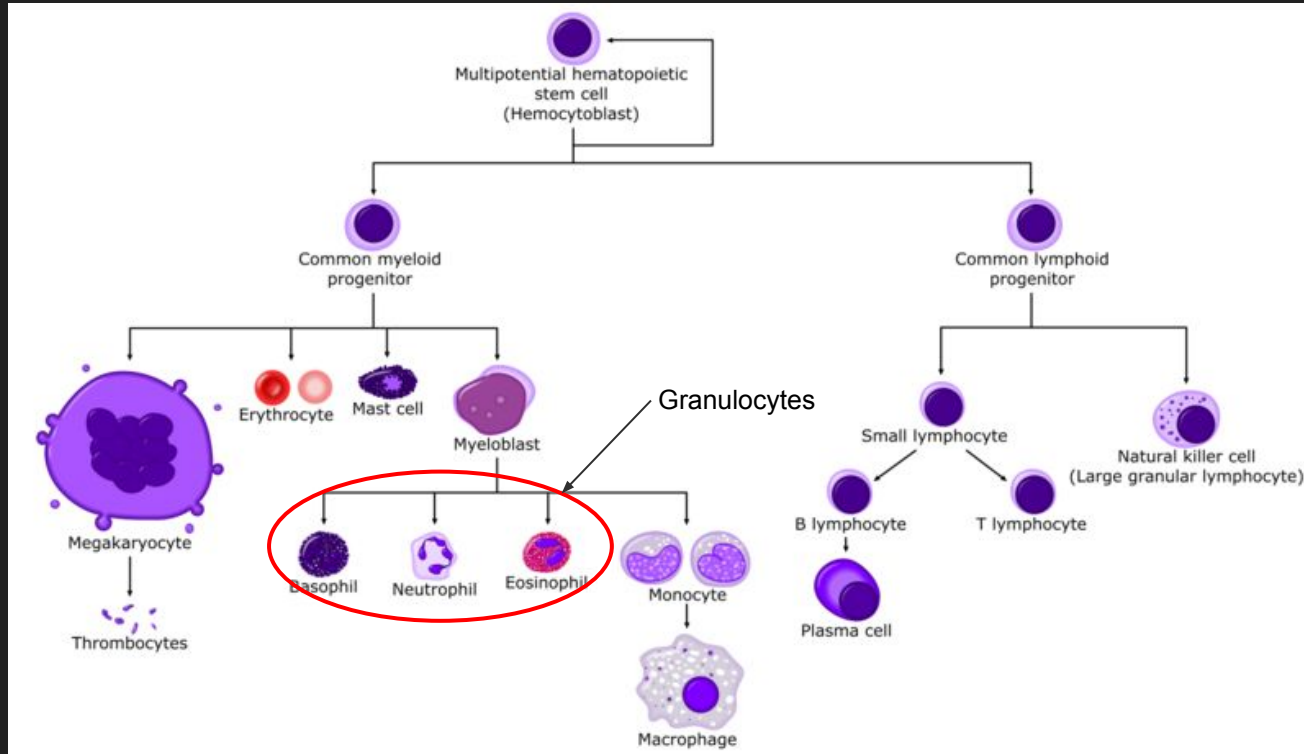 Multipotential hematopoietic
stem cell
(Hemocytoblast)
Common myeloid
progenitor
Common lymphoid
progenitor
Erythrocyte
Mast cell
Myeloblast
Granulocytes
Small lymphocyte
Natural killer cell
(Large granular lymphocyte)
Megakaryocyte
Basophil
Neutrophil
Eosinophil
Monocyte
B lymphocyte
T lymphocyte
Thrombocytes
Plasma cell
Macrophage